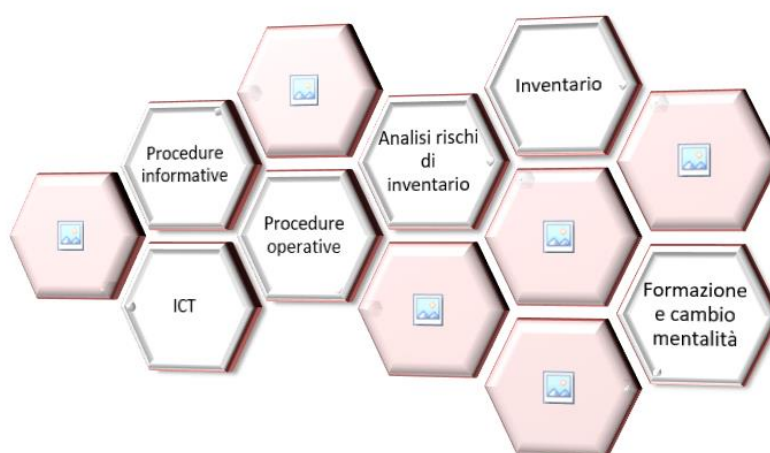 Procedure
informative
ICT
Procedure
operative
Analisi rischi
di
inventario
Inventario
Formazione
e cambio
mentalità